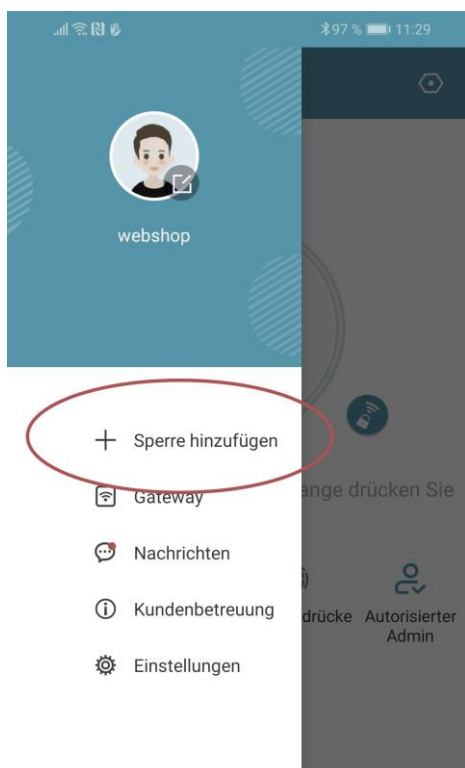 97 % 11:29
webshop
Sperre hinzufügen
Gateway
ange drücken Sie
Nachrichten
Kundenbetreuung
drücke Autorisierter
Admin
Einstellungen